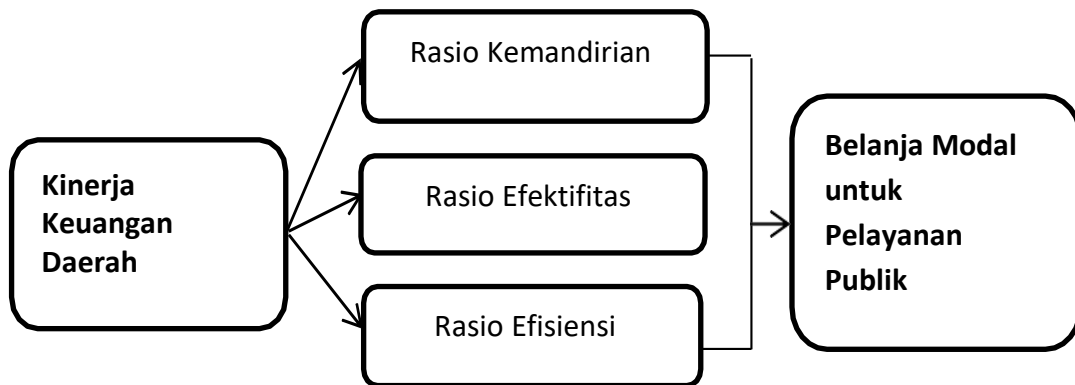 Kinerja
Keuangan
Daerah
Rasio Kemandirian
Rasio Efektifitas
Rasio Efisiensi
Belanja Modal
untuk
Pelayanan
Publik